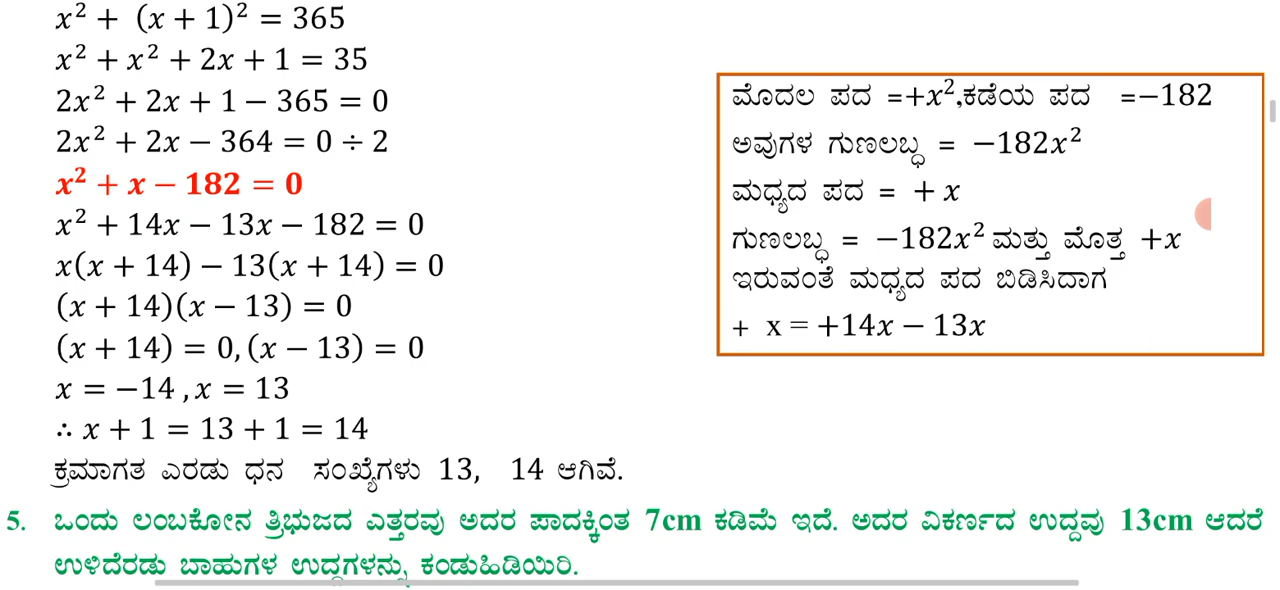 x² + (x + 1)² = 365
x² + x² + 2x + 1 = 35
2x² + 2x + 1 − 365 = 0
2x² + 2x − 364 = 0 ÷ 2
x² + x − 182 = 0
x² + 14x − 13x − 182 = 0
x(x + 14) − 13(x + 14) = 0
(x + 14)(x − 13) = 0
(x + 14) = 0, (x − 13) = 0
x = −14 , x = 13
∴ x + 1 = 13 + 1 = 14
ಕ್ರಮಾಗತ ಎರಡು ಧನ ಸಂಖ್ಯೆಗಳು 13, 14 ಆಗಿವೆ.
ಮೊದಲ ಪದ =+x²,ಕಡೆಯ ಪದ =−182
ಅವುಗಳ ಗುಣಲಬ್ಧ = −182x²
ಮಧ್ಯದ ಪದ = + x
ಗುಣಲಬ್ಧ = −182x² ಮತ್ತು ಮೊತ್ತ +x
ಇರುವಂತೆ ಮಧ್ಯದ ಪದ ಬಿಡಿಸಿದಾಗ
+ x = +14x − 13x
5. ಒಂದು ಲಂಬಕೋನ ತ್ರಿಭುಜದ ಎತ್ತರವು ಅದರ ಪಾದಕ್ಕಿಂತ 7cm ಕಡಿಮೆ ಇದೆ. ಅದರ ವಿಕರ್ಣದ ಉದ್ದವು 13cm ಆದರೆ
ಉಳಿದೆರಡು ಬಾಹುಗಳ ಉದ್ದಗಳನ್ನು ಕಂಡುಹಿಡಿಯಿರಿ.